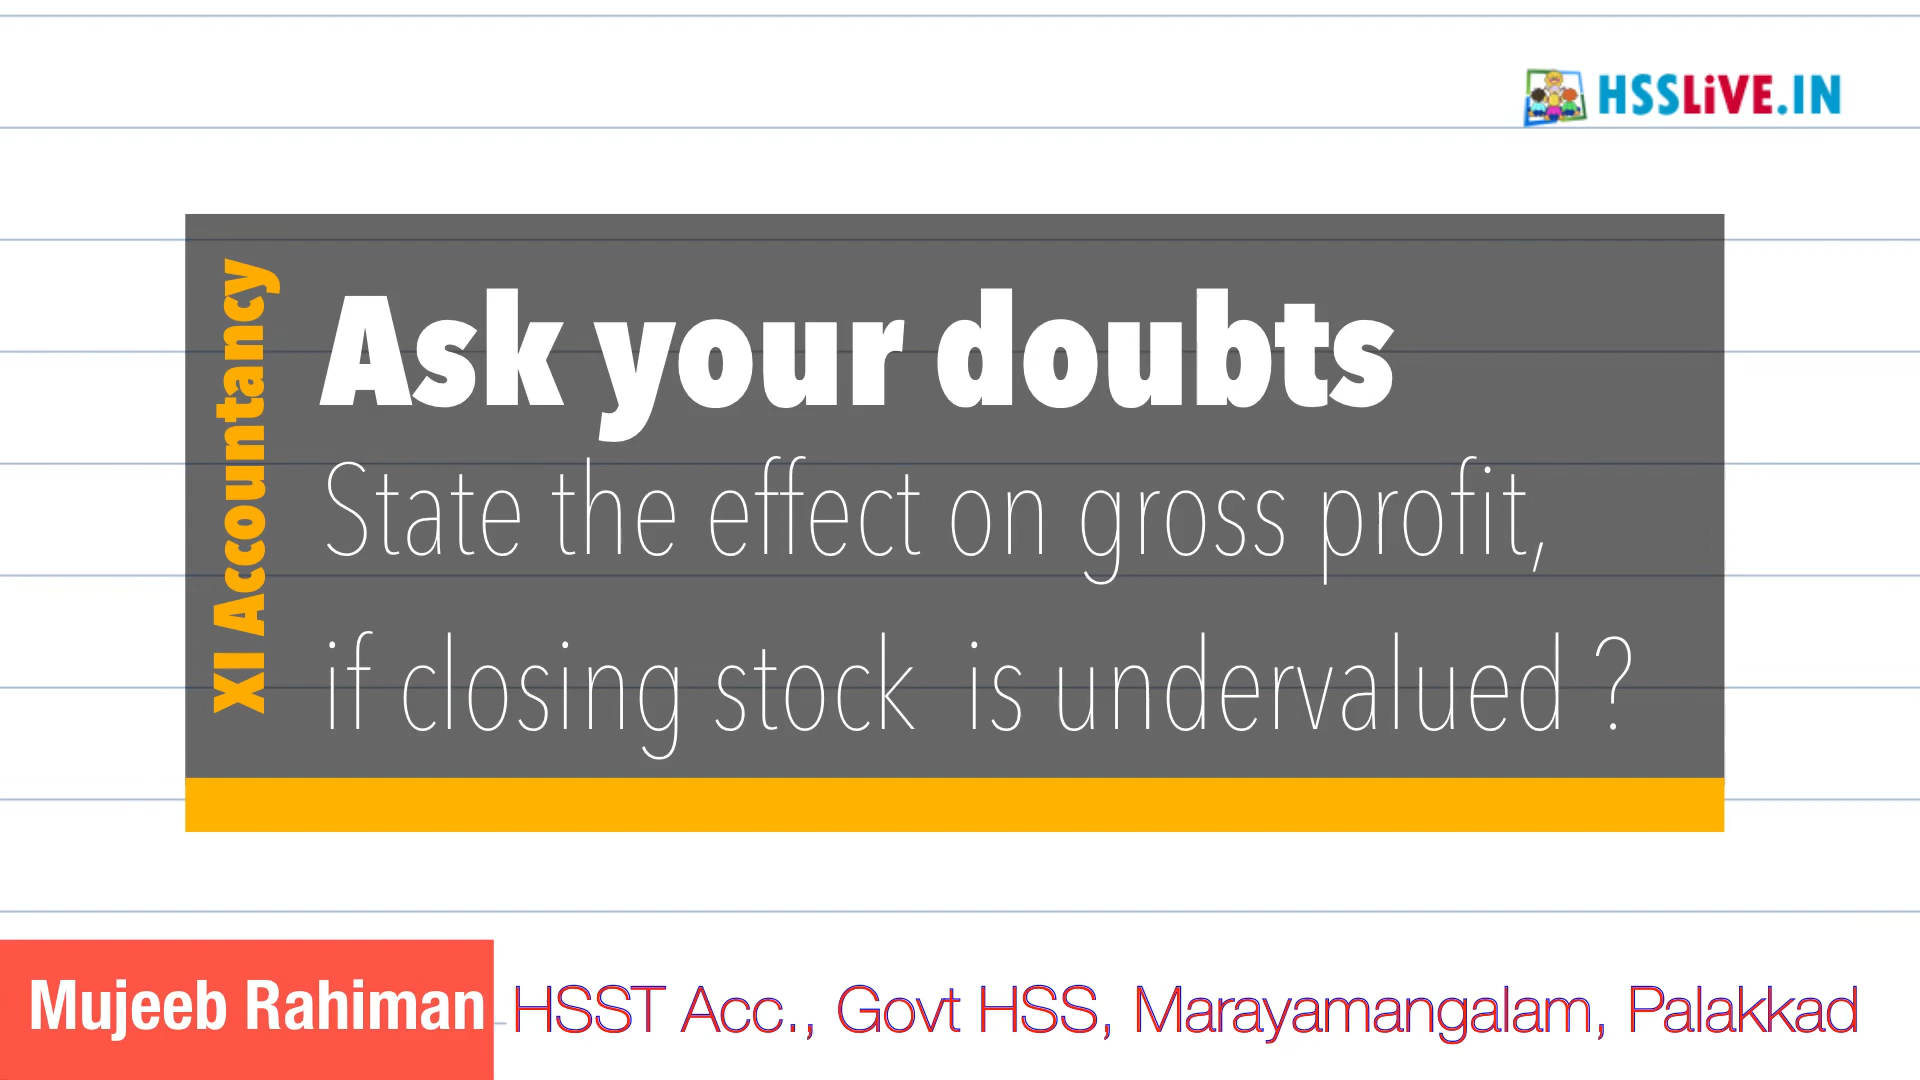 HSSLiVE.IN
XI Accountancy
Ask your doubts
State the effect on gross profit,
if closing stock is undervalued ?
Mujeeb Rahiman HSST Acc., Govt HSS, Marayamangalam, Palakkad